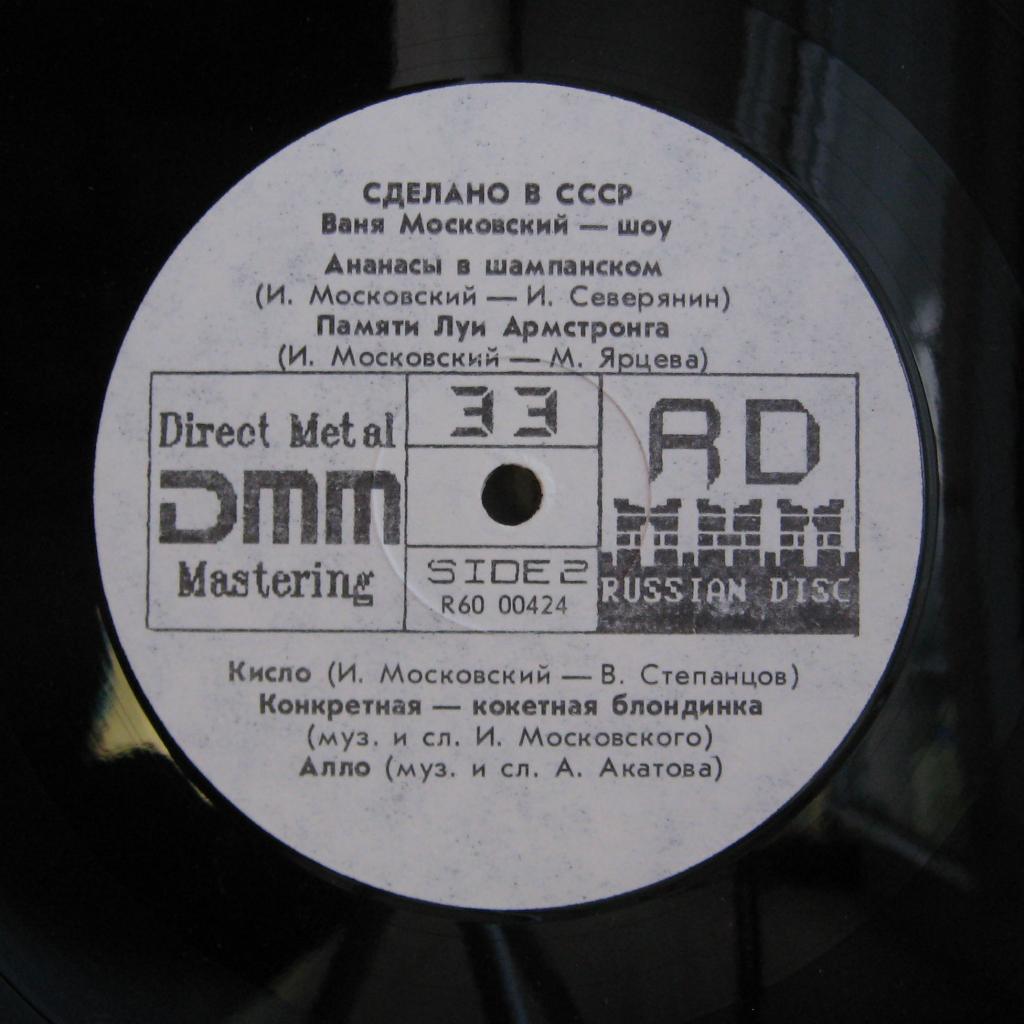 СДЕЛАНО В СССР
Ваня Московский — шоу
Ананасы в шампанском
(И. Московский — И. Северянин)
Памяти Луи Армстронга
(И. Московский — М. Ярцева)
Direct Metal
DMM
Mastering
33
SIDE 2
R60 00424
RD
RUSSIAN DISC
Кисло (И. Московский — В. Степанцов)
Конкретная — кокетная блондинка
(муз. и сл. И. Московского)
Алло (муз. и сл. А. Акатова)